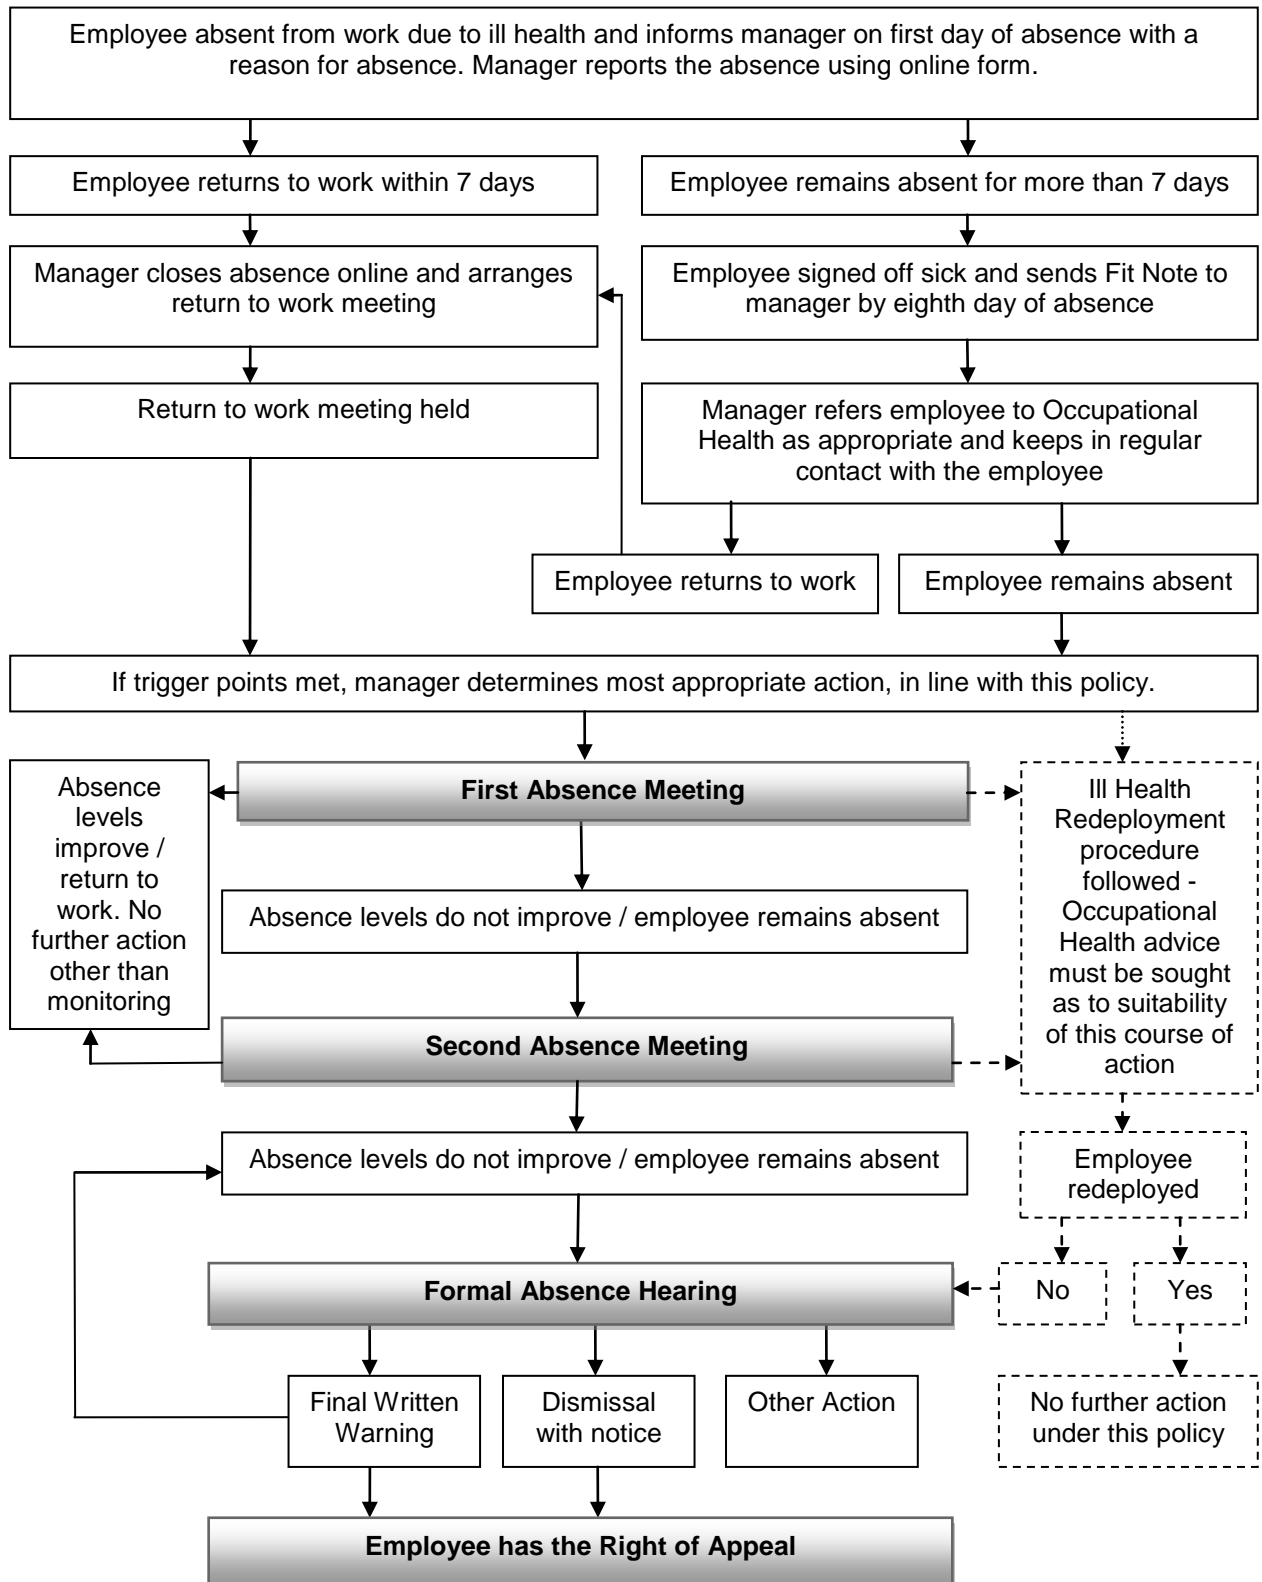 Employee absent from work due to ill health and informs manager on first day of absence with a
reason for absence. Manager reports the absence using online form.
Employee returns to work within 7 days
Employee remains absent for more than 7 days
Manager closes absence online and arranges
return to work meeting
Employee signed off sick and sends Fit Note to
manager by eighth day of absence
Return to work meeting held
Manager refers employee to Occupational
Health as appropriate and keeps in regular
contact with the employee
Employee returns to work
Employee remains absent
If trigger points met, manager determines most appropriate action, in line with this policy.
First Absence Meeting
Absence
levels
improve /
return to
work. No
further action
other than
monitoring
Ill Health
Redeployment
procedure
followed -
Occupational
Health advice
must be sought
as to suitability
of this course of
action
Absence levels do not improve / employee remains absent
Second Absence Meeting
Absence levels do not improve / employee remains absent
Employee
redeployed
Formal Absence Hearing
No
Yes
Final Written
Warning
Dismissal
with notice
Other Action
No further action
under this policy
Employee has the Right of Appeal